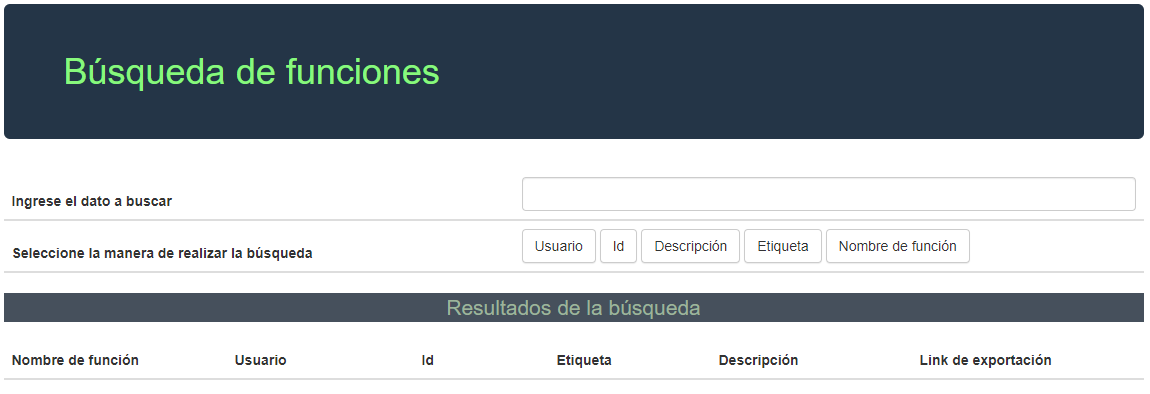 Búsqueda de funciones
Ingrese el dato a buscar
Seleccione la manera de realizar la búsqueda Usuario Id Descripción Etiqueta Nombre de función
Resultados de la búsqueda
Nombre de función Usuario Id Etiqueta Descripción Link de exportación